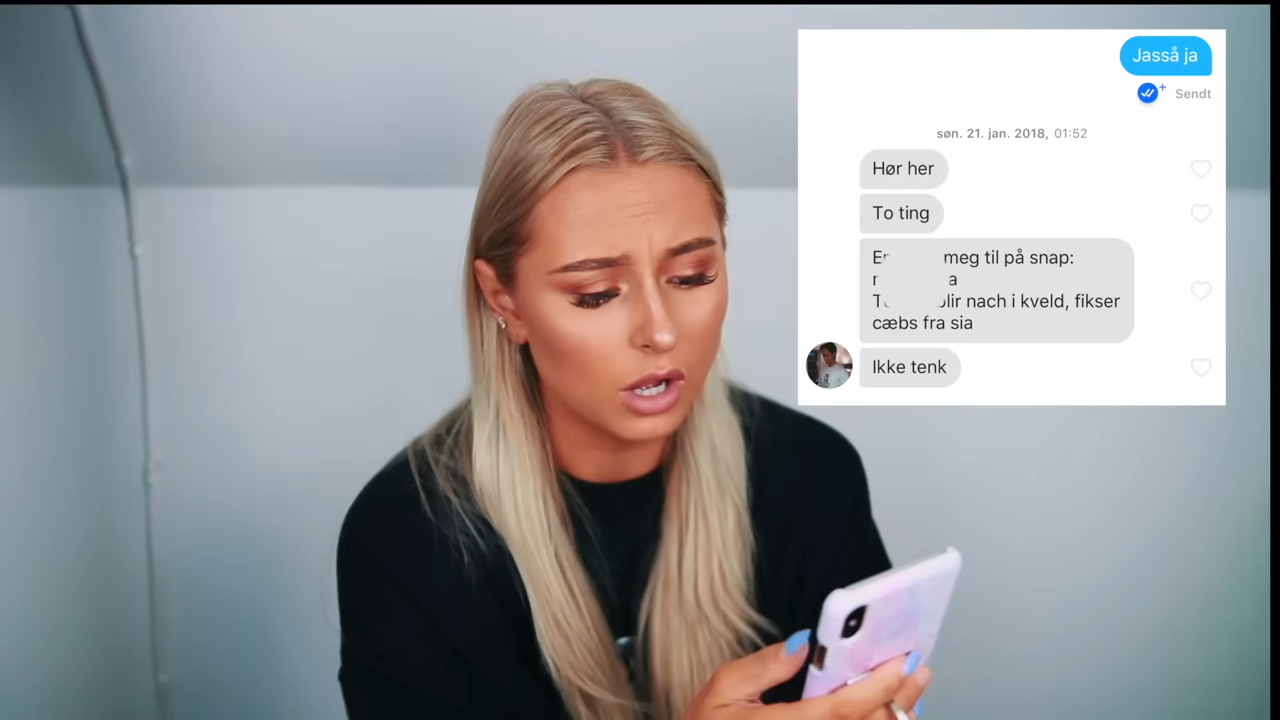 Jasså ja
Sendt
søn. 21. jan. 2018, 01:52
Hør her
To ting
meg til på snap:
nach i kveld, fikser
cæbs fra sia
Ikke tenk